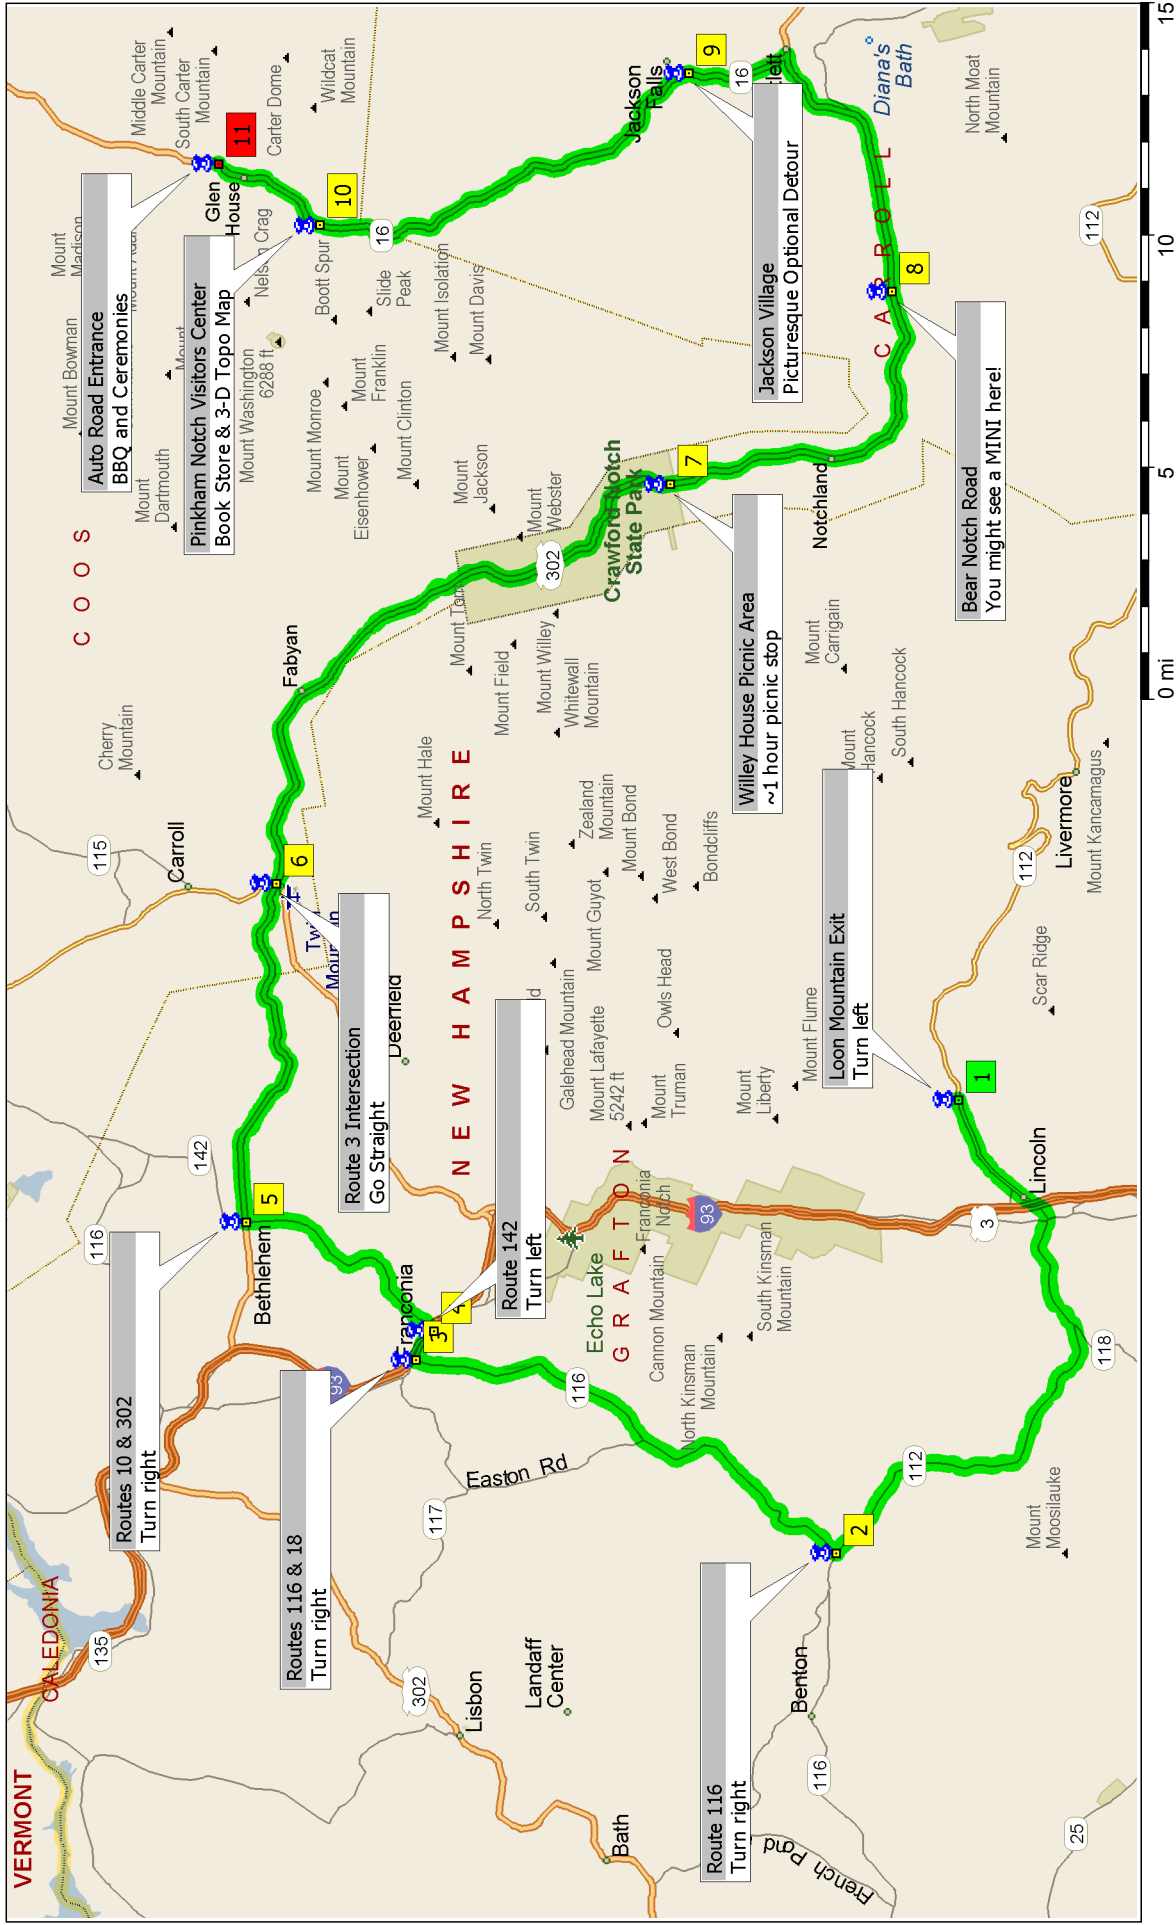 VERMONT
CALEDONIA
135
Routes 10 & 302
Turn right
116
142
115
Carroll
Cherry
Mountain
C O O S
Mount
Dartmouth
Mount Bowman
Mount
Madison
Auto Road Entrance
BBQ and Ceremonies
Pinkham Notch Visitors Center
Book Store & 3-D Topo Map
Middle Carter
Mountain
South Carter
Mountain
Carter Dome
Wildcat
Mountain
11
Glen
House
10
16
Mount
Mount Washington
6288 ft
Boott Spur
Slide
Peak
Mount Isolation
Mount Davis
Mount Monroe
Mount
Franklin
Mount
Eisenhower
Mount Clinton
Mount
Jackson
Mount
Webster
Fabyan
6
5
Bethlehem
Routes 116 & 18
Turn right
93
Franconia
3
4
Route 3 Intersection
Go Straight
Deerfield
Route 142
Turn left
N E W H A M P S H I R E
Mount Hale
North Twin
South Twin
Zealand
Mountain
Mount Guyot
Mount Bond
West Bond
Bondcliffs
Mount Field
Mount Willey
Whitewall
Mountain
302
Crawford Notch
State Park
7
Willey House Picnic Area
~1 hour picnic stop
Notchland
Jackson
Falls
9
16
Jackson Village
Picturesque Optional Detour
Diana's
Bath
North Moat
Mountain
C A R R O L L
8
Bear Notch Road
You might see a MINI here!
112
Mount
Carrigain
South Hancock
Mount
Hancock
Livermore
Mount Kancamagus
112
Scar Ridge
Loon Mountain Exit
Turn left
1
Mount Flume
Mount
Liberty
Owls Head
Galehead Mountain
Mount Lafayette
5242 ft
Mount
Truman
Echo Lake
G R A F T O N
Franconia
Notch
93
3
Lincoln
Cannon Mountain
South Kinsman
Mountain
North Kinsman
Mountain
116
118
112
Mount
Moosilauke
2
Route 116
Turn right
Easton Rd
117
302
Lisbon
Landaff
Center
Bath
Benton
116
French Pond
25
0 mi
5
10
15